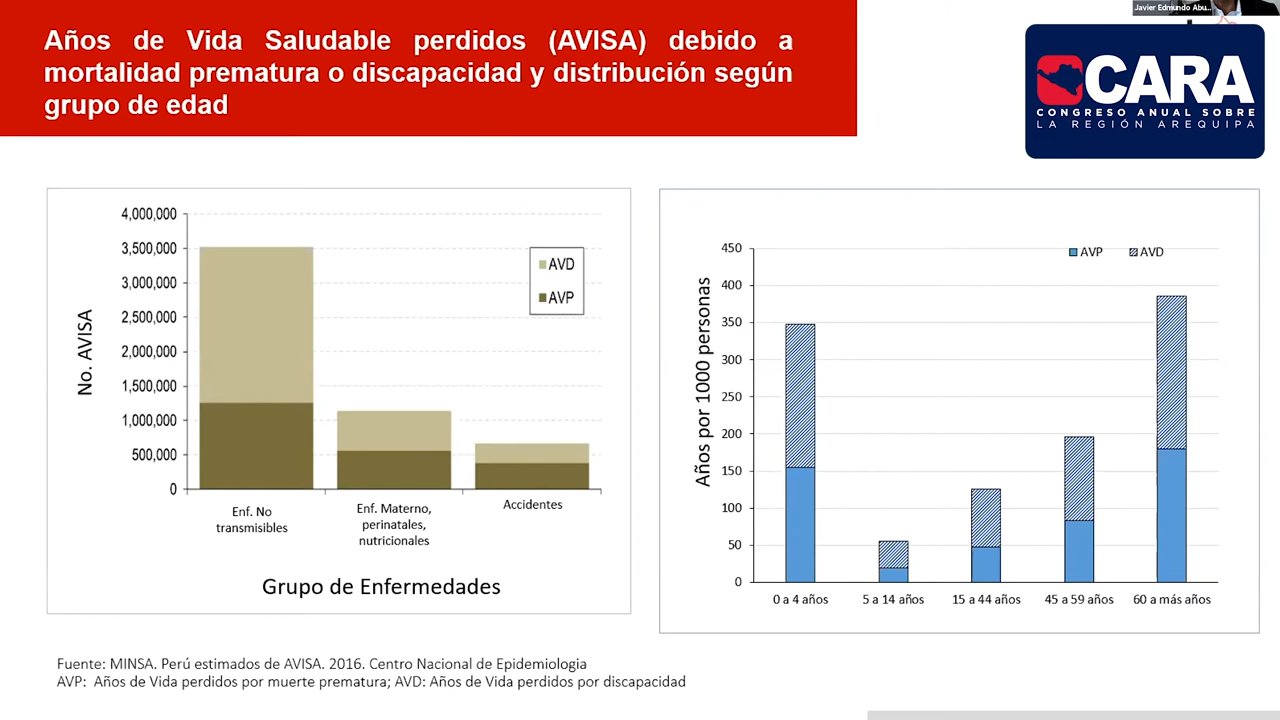 Javier Edmundo Abu...
Años de Vida Saludable perdidos (AVISA) debido a
mortalidad prematura o discapacidad y distribución según
grupo de edad
CARA
CONGRESO ANUAL SOBRE
LA REGIÓN AREQUIPA
No. AVISA
4,000,000
3,500,000
3,000,000
2,500,000
2,000,000
1,500,000
1,000,000
500,000
0
AVD
AVP
Enf. No
transmisibles
Enf. Materno,
perinatales,
nutricionales
Accidentes
Grupo de Enfermedades
Años por 1000 personas
450
400
350
300
250
200
150
100
50
0
AVP
AVD
0 a 4 años
5 a 14 años
15 a 44 años
45 a 59 años
60 a más años
Fuente: MINSA. Perú estimados de AVISA. 2016. Centro Nacional de Epidemiologia
AVP: Años de Vida perdidos por muerte prematura; AVD: Años de Vida perdidos por discapacidad